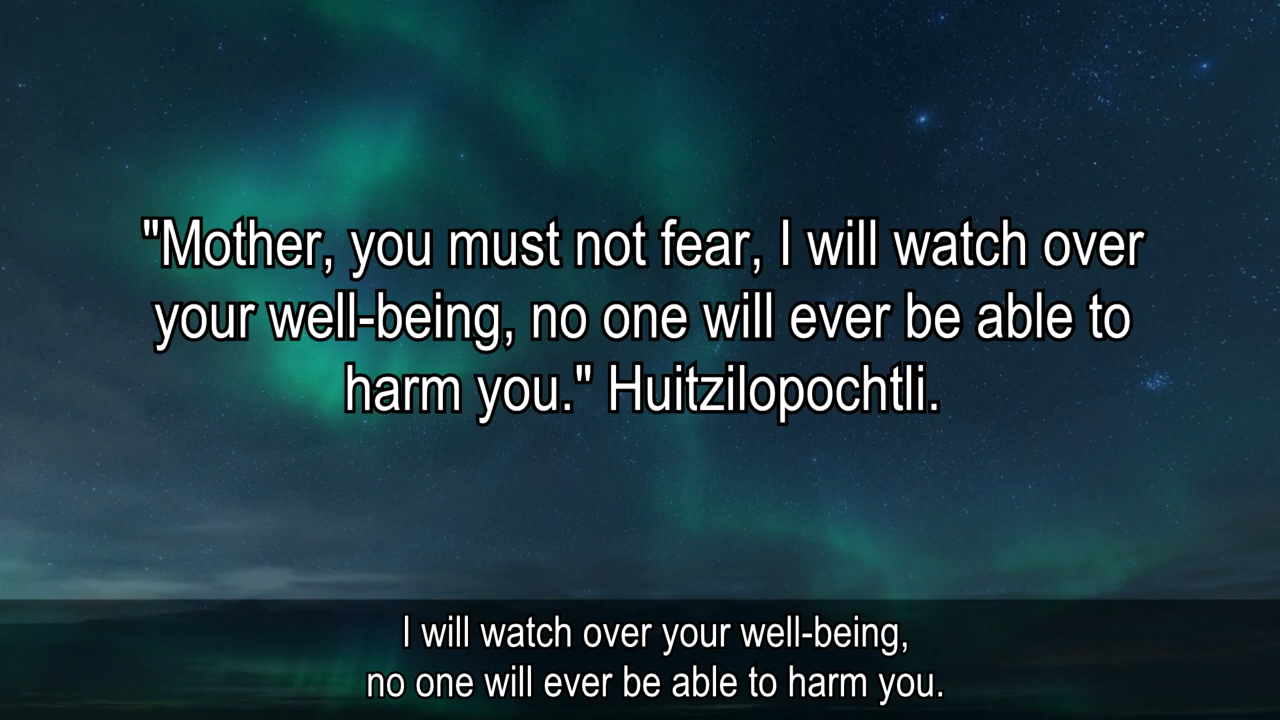 "Mother, you must not fear, I will watch over
your well-being, no one will ever be able to
harm you." Huitzilopochtli.
I will watch over your well-being,
no one will ever be able to harm you.